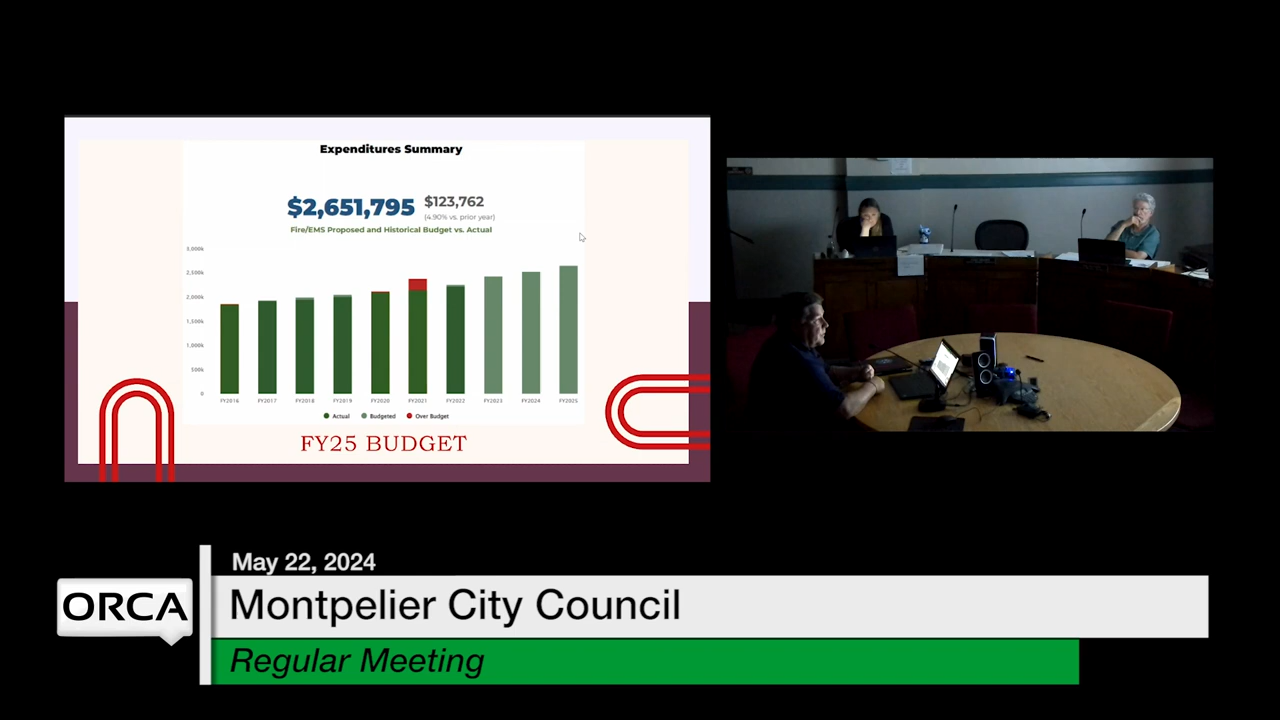 Expenditures Summary
$2,651,795 $123,762
(4.90% vs. prior year)
Fire/EMS Proposed and Historical Budget vs. Actual
3,000k
2,500k
2,000k
1,500k
1,000k
500k
0
FY2016 FY2017 FY2018 FY2019 FY2020 FY2021 FY2022 FY2023 FY2024 FY2025
Actual Budgeted Over Budget
FY25 BUDGET
May 22, 2024
ORCA
Montpelier City Council
Regular Meeting